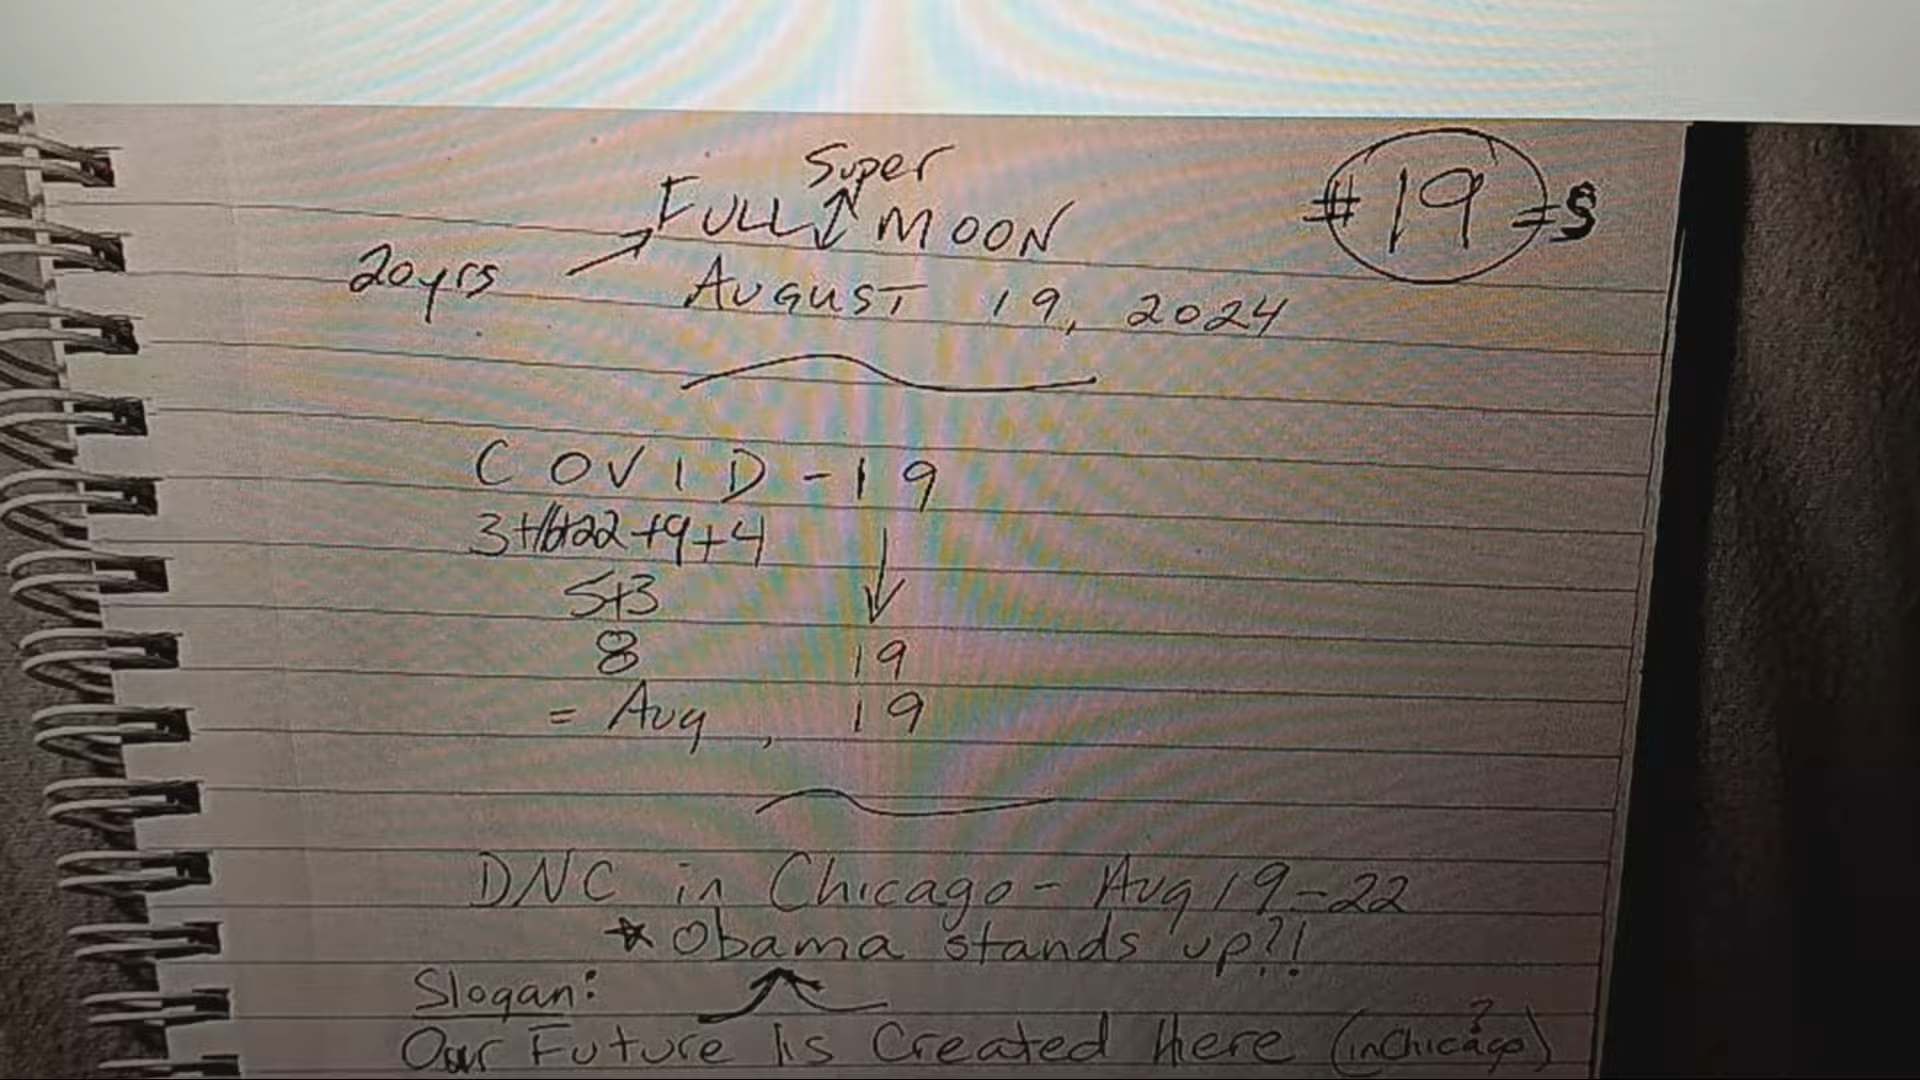 Super
FULL MOON
# 19 = s
20yrs
AUGUST 19, 2024
COVID-19
22+9+4
5+3
8 19
= Aug, 19
DNC in Chicago - Aug 19-22
* Obama stands up?!
Slogan:
Our Future Is Created Here (in Chicago?)